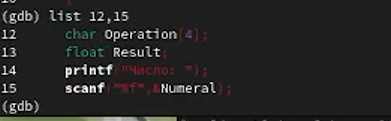 (gdb) list 12,15
12 char Operation[4];
13 float Result;
14 printf("Число: ");
15 scanf("%f",&Numeral);
(gdb)